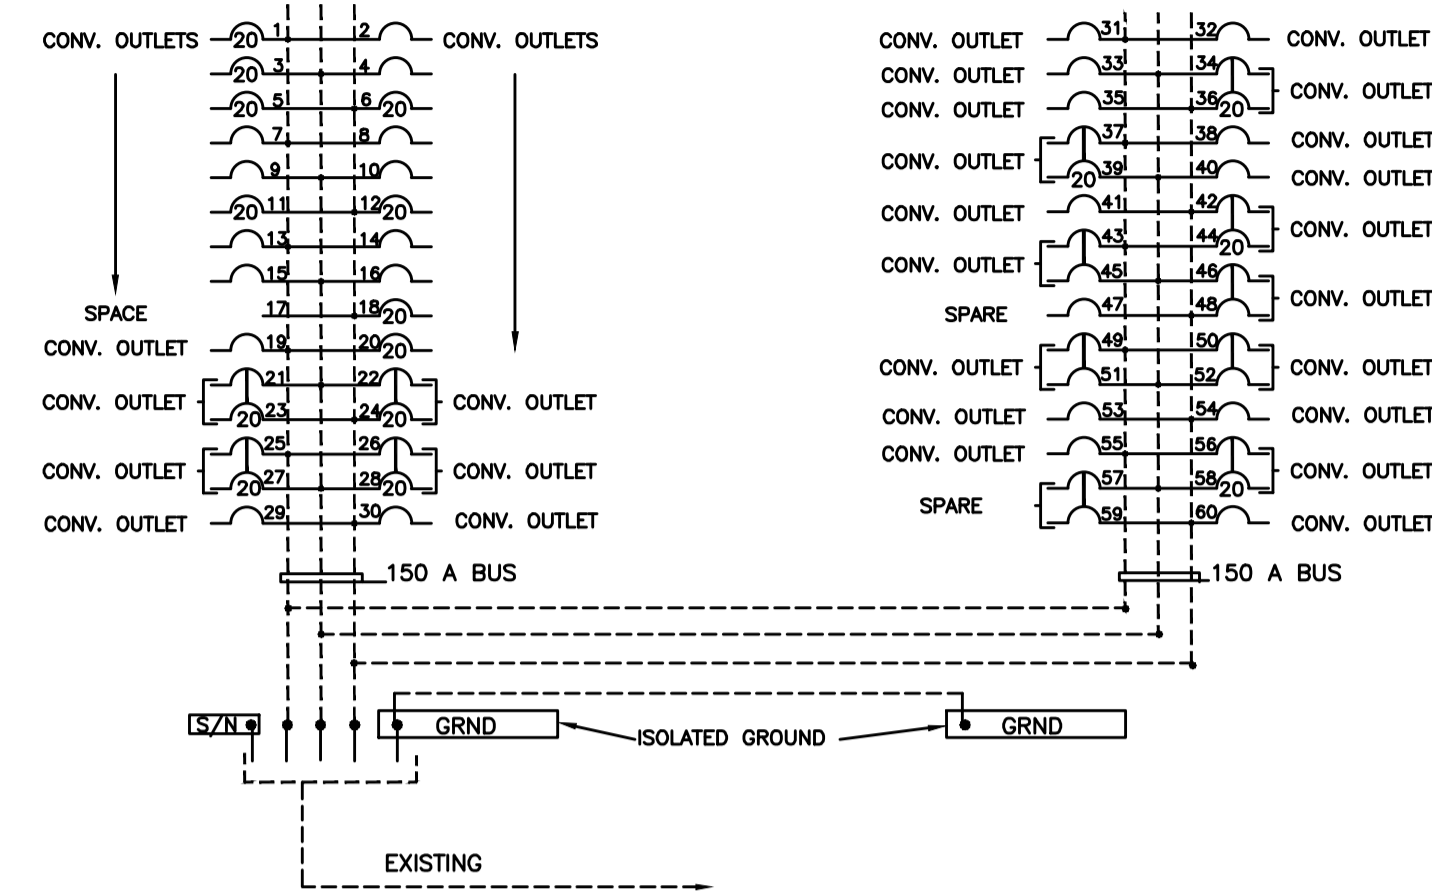 CONV. OUTLETS 20 1 2 CONV. OUTLETS
20 3 4
20 5 6 20
7 8
9 10
20 11 12 20
13 14
15 16
SPACE 17 18 20
CONV. OUTLET 19 20 20
21 22
CONV. OUTLET CONV. OUTLET
20 23 24 20
25 26
CONV. OUTLET CONV. OUTLET
20 27 28 20
CONV. OUTLET 29 30 CONV. OUTLET
150 A BUS
CONV. OUTLET 31 32 CONV. OUTLET
CONV. OUTLET 33 34
CONV. OUTLET
CONV. OUTLET 35 36 20
37 38 CONV. OUTLET
CONV. OUTLET
20 39 40 CONV. OUTLET
CONV. OUTLET 41 42
CONV. OUTLET
43 44 20
CONV. OUTLET
45 46
CONV. OUTLET
SPARE 47 48
49 50
CONV. OUTLET CONV. OUTLET
51 52
CONV. OUTLET 53 54 CONV. OUTLET
CONV. OUTLET 55 56
CONV. OUTLET
57 58 20
SPARE
59 60 CONV. OUTLET
150 A BUS
S/N GRND ISOLATED GROUND GRND
EXISTING